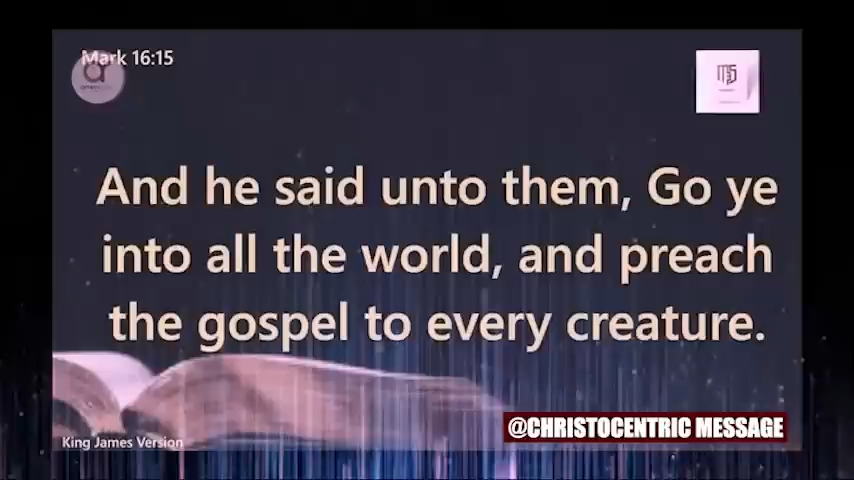 Mark 16:15
And he said unto them, Go ye
into all the world, and preach
the gospel to every creature.
@CHRISTOCENTRIC MESSAGE
King James Version